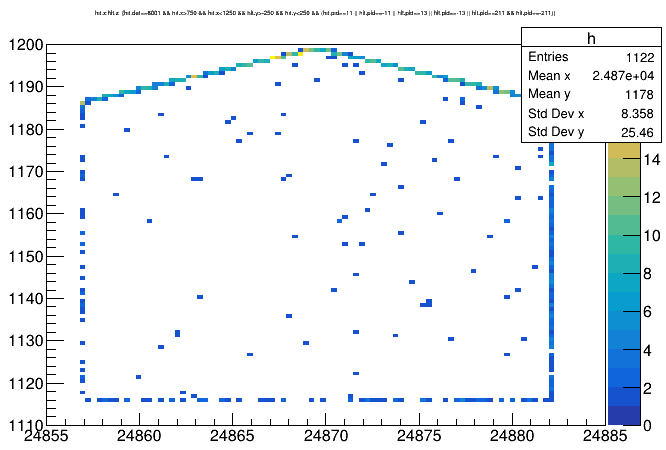 hit.x:hit.z {hit.det==6001 && hit.x>750 && hit.x<1250 && hit.y>-250 && hit.y<250 && (hit.pid==11 || hit.pid==-11 || hit.pid==13 || hit.pid==-13 || hit.pid==211 && hit.pid==-211)}
h
Entries 1122
Mean x 2.487e+04
Mean y 1178
Std Dev x 8.358
Std Dev y 25.46
1200
1190
1180
1170
1160
1150
1140
1130
1120
1110
14
12
10
8
6
4
2
0
24855 24860 24865 24870 24875 24880 24885